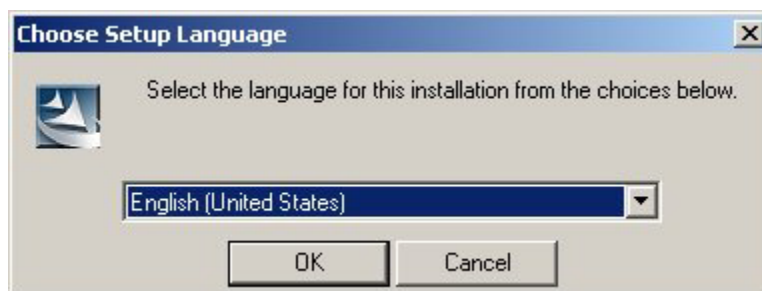 Choose Setup Language
Select the language for this installation from the choices below.
English (United States)
OK
Cancel